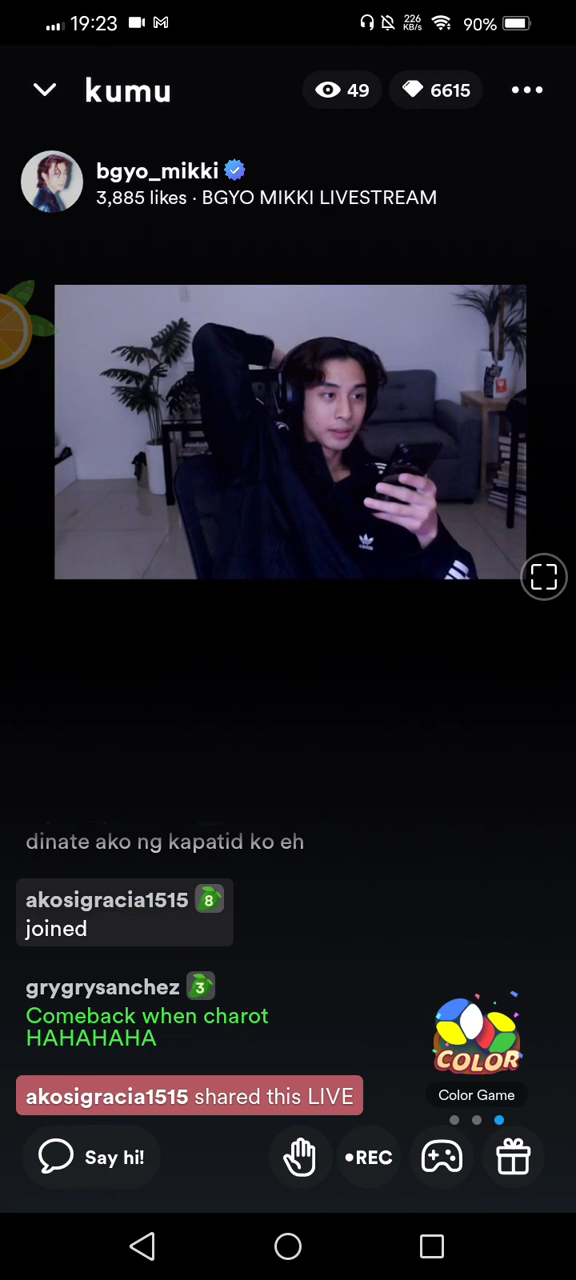 19:23
226
KB/s
90%
kumu
49
6615
bgyo_mikki
3,885 likes · BGYO MIKKI LIVESTREAM
dinate ako ng kapatid ko eh
akosigracia1515 8
joined
grygrysanchez 3
Comeback when charot
HAHAHAHA
akosigracia1515 shared this LIVE
COLOR
Color Game
Say hi!
•REC